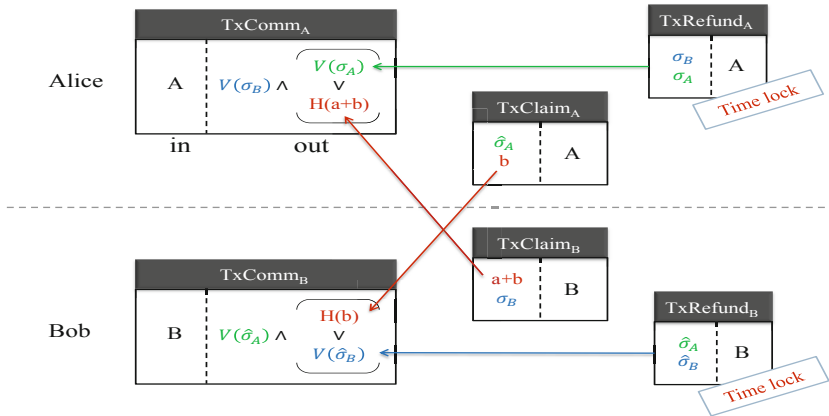 TxComm_A
Alice
A
V(σ_B) ∧
V(σ_A)
∨
H(a+b)
in
out
TxRefund_A
σ_B
σ_A
A
Time lock
TxClaim_A
σ̂_A
b
A
TxClaim_B
a+b
σ_B
B
TxComm_B
Bob
B
V(σ̂_A) ∧
H(b)
∨
V(σ̂_B)
TxRefund_B
σ̂_A
σ̂_B
B
Time lock